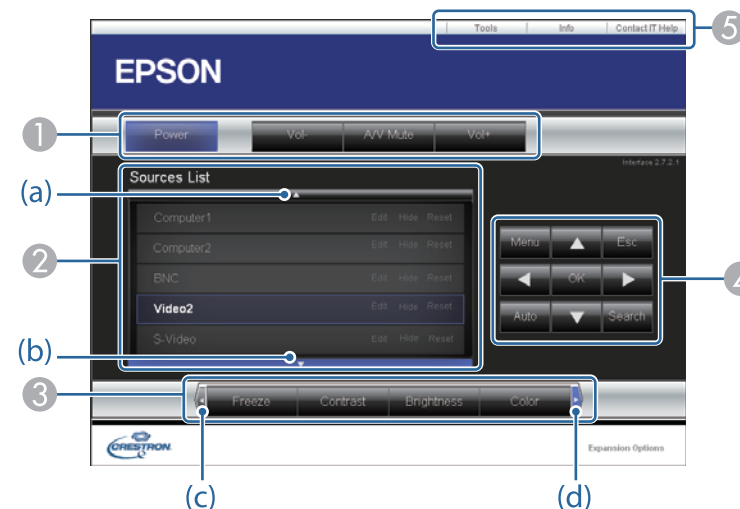 Tools Info Contact IT Help 5
EPSON
1 Power Vol- A/V Mute Vol+
Interface 2.7.2.1
Sources List
(a)
Computer1 Edit Hide Reset
Computer2 Edit Hide Reset
2 BNC Edit Hide Reset
Video2 Edit Hide Reset
S-Video Edit Hide Reset
(b)
Menu Esc
OK 4
Auto Search
3 Freeze Contrast Brightness Color
CRESTRON Expansion Options
(c) (d)